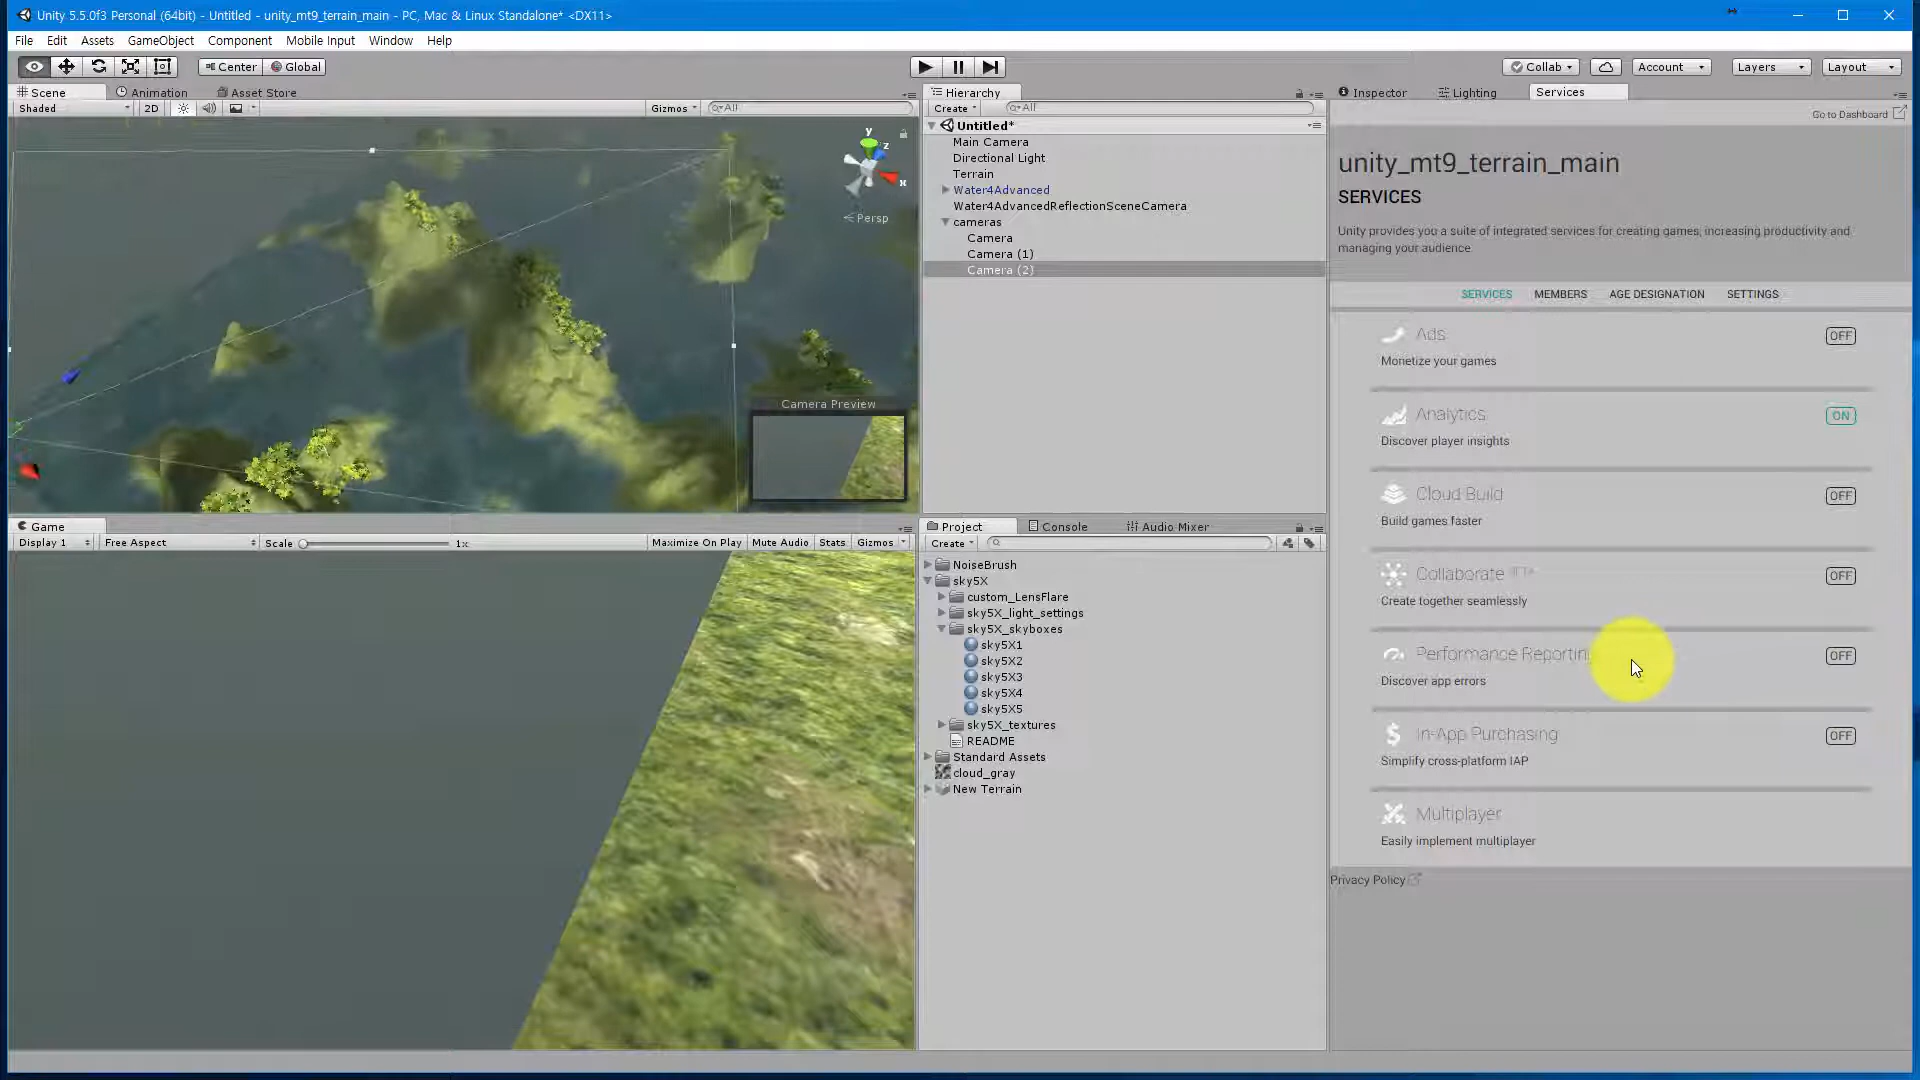 Unity 5.5.0f3 Personal (64bit) - Untitled - unity_mt9_terrain_main - PC, Mac & Linux Standalone* <DX11>
File Edit Assets GameObject Component Mobile Input Window Help
Center Global Collab Account Layers Layout
Scene Animation Asset Store
Shaded 2D Gizmos All
y
z
x
Persp
Camera Preview
Game
Display 1 Free Aspect Scale 1x Maximize On Play Mute Audio Stats Gizmos
Hierarchy
Create All
Untitled*
Main Camera
Directional Light
Terrain
Water4Advanced
Water4AdvancedReflectionSceneCamera
cameras
Camera
Camera (1)
Camera (2)
Project Console Audio Mixer
Create
NoiseBrush
sky5X
custom_LensFlare
sky5X_light_settings
sky5X_skyboxes
sky5X1
sky5X2
sky5X3
sky5X4
sky5X5
sky5X_textures
README
Standard Assets
cloud_gray
New Terrain
Inspector Lighting Services
Go to Dashboard
unity_mt9_terrain_main
SERVICES
Unity provides you a suite of integrated services for creating games, increasing productivity and
managing your audience
SERVICES MEMBERS AGE DESIGNATION SETTINGS
Ads OFF
Monetize your games
Analytics ON
Discover player insights
Cloud Build OFF
Build games faster
Collaborate OFF
Create together seamlessly
Performance Reporting OFF
Discover app errors
In-App Purchasing OFF
Simplify cross-platform IAP
Multiplayer
Easily implement multiplayer
Privacy Policy